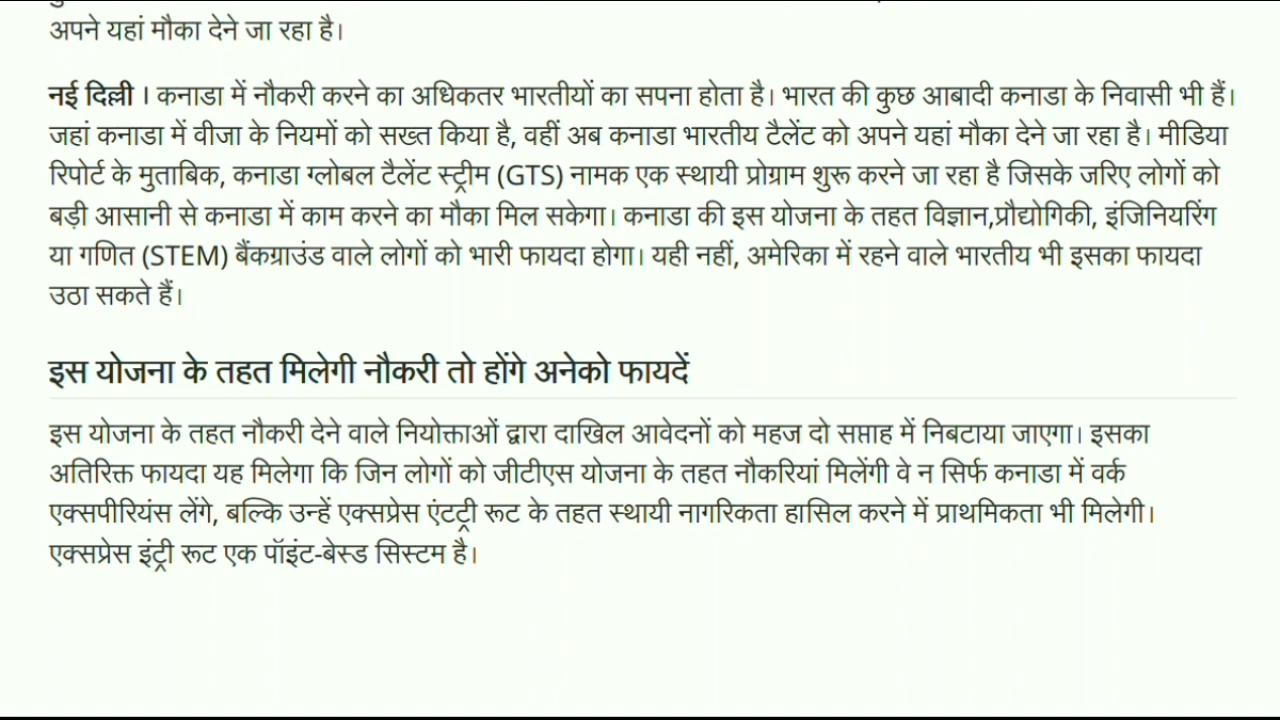 अपने यहां मौका देने जा रहा है।
नई दिल्ली । कनाडा में नौकरी करने का अधिकतर भारतीयों का सपना होता है। भारत की कुछ आबादी कनाडा के निवासी भी हैं।
जहां कनाडा में वीजा के नियमों को सख्त किया है, वहीं अब कनाडा भारतीय टैलेंट को अपने यहां मौका देने जा रहा है। मीडिया
रिपोर्ट के मुताबिक, कनाडा ग्लोबल टैलेंट स्ट्रीम (GTS) नामक एक स्थायी प्रोग्राम शुरू करने जा रहा है जिसके जरिए लोगों को
बड़ी आसानी से कनाडा में काम करने का मौका मिल सकेगा। कनाडा की इस योजना के तहत विज्ञान,प्रौद्योगिकी, इंजिनियरिंग
या गणित (STEM) बैंकग्राउंड वाले लोगों को भारी फायदा होगा। यही नहीं, अमेरिका में रहने वाले भारतीय भी इसका फायदा
उठा सकते हैं।
इस योजना के तहत मिलेगी नौकरी तो होंगे अनेको फायदें
इस योजना के तहत नौकरी देने वाले नियोक्ताओं द्वारा दाखिल आवेदनों को महज दो सप्ताह में निबटाया जाएगा। इसका
अतिरिक्त फायदा यह मिलेगा कि जिन लोगों को जीटीएस योजना के तहत नौकरियां मिलेंगी वे न सिर्फ कनाडा में वर्क
एक्सपीरियंस लेंगे, बल्कि उन्हें एक्सप्रेस एंटट्री रूट के तहत स्थायी नागरिकता हासिल करने में प्राथमिकता भी मिलेगी।
एक्सप्रेस इंट्री रूट एक पॉइंट-बेस्ड सिस्टम है।